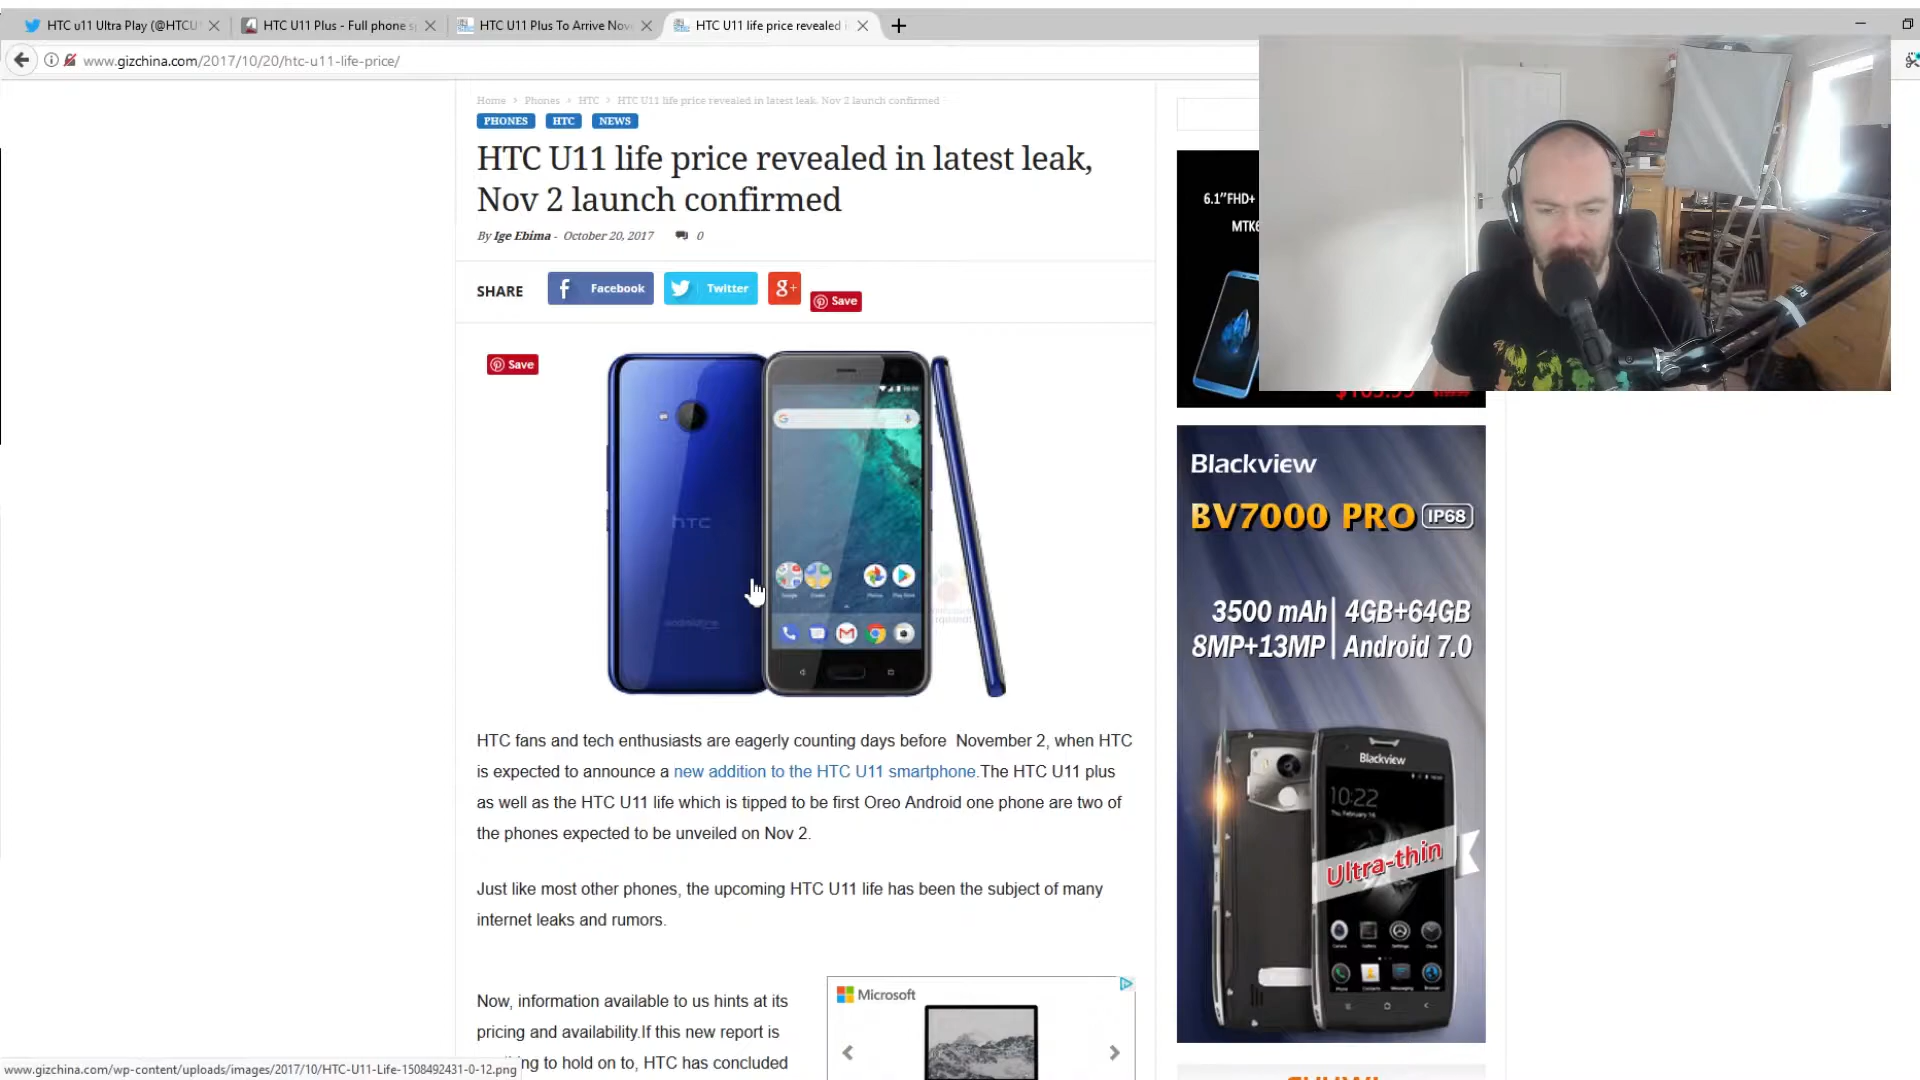 HTC u11 Ultra Play (@HTCU
HTC U11 Plus - Full phone s
HTC U11 Plus To Arrive Nov
HTC U11 life price revealed i
www.gizchina.com/2017/10/20/htc-u11-life-price/
Home > Phones > HTC > HTC U11 life price revealed in latest leak, Nov 2 launch confirmed
PHONES HTC NEWS
HTC U11 life price revealed in latest leak,
Nov 2 launch confirmed
By Ige Ebima - October 20, 2017 0
SHARE
Facebook
Twitter
g+
Save
Save
hTC
androidone
Google
Photos
Play Store
HTC fans and tech enthusiasts are eagerly counting days before November 2, when HTC
is expected to announce a new addition to the HTC U11 smartphone.The HTC U11 plus
as well as the HTC U11 life which is tipped to be first Oreo Android one phone are two of
the phones expected to be unveiled on Nov 2.
Just like most other phones, the upcoming HTC U11 life has been the subject of many
internet leaks and rumors.
Now, information available to us hints at its
pricing and availability.If this new report is
ng to hold on to, HTC has concluded
Microsoft
www.gizchina.com/wp-content/uploads/images/2017/10/HTC-U11-Life-1508492431-0-12.png
6.1"FHD+
MTK6
Blackview
BV7000 PRO IP68
3500 mAh 4GB+64GB
8MP+13MP Android 7.0
Blackview
10:22
Ultra-thin